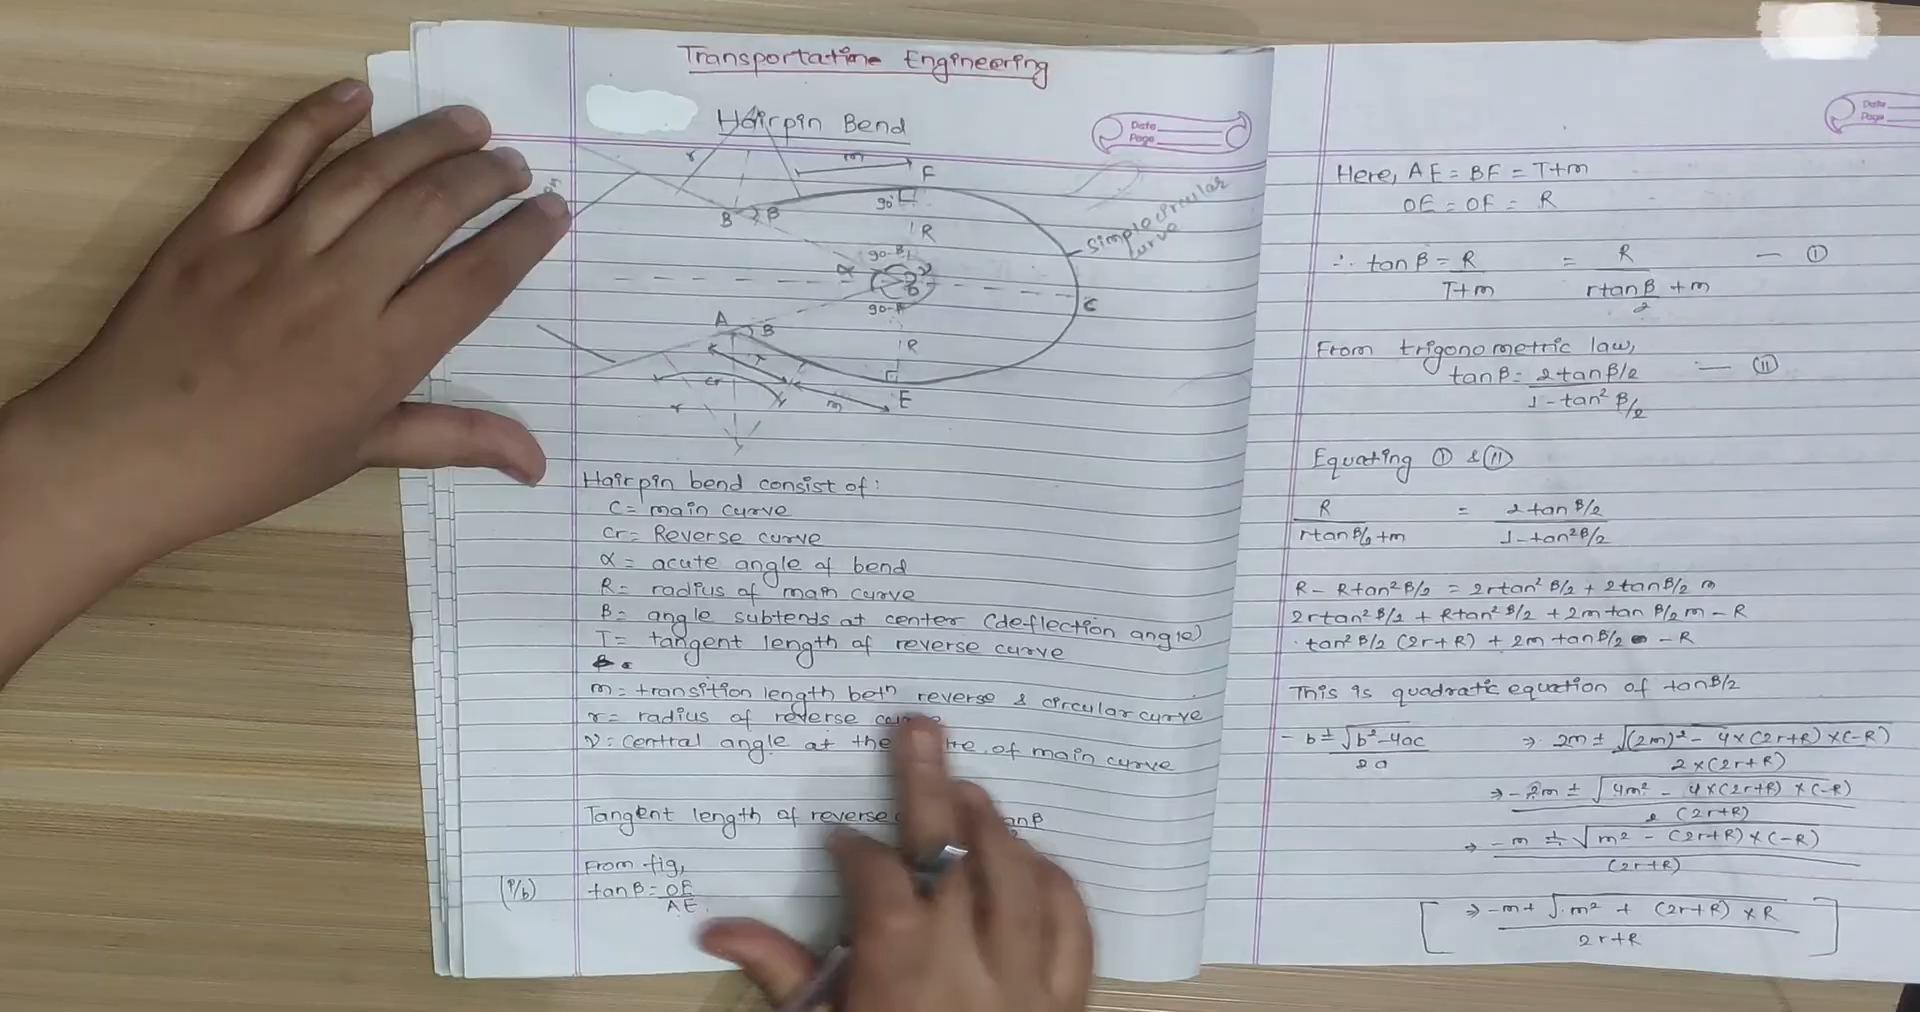 Transportation Engineering
Hairpin Bend
Date
Page
r
m
F
90°
B
β
R
simple circular
curve
90-β
α
D
C
A
β
R
T
m
E
cr
r
Hairpin bend consist of:
C= main curve
Cr= Reverse curve
α= acute angle of bend
R= radius of main curve
β= angle subtends at center (deflection angle)
T= tangent length of reverse curve
m= transition length betn reverse & circular curve
r= radius of reverse
γ= central angle at the of main curve
Tangent length of reverse
From fig,
(P/b)
tan β = OE
AE
Date
Page
Here, AF = BF = T+m
OE = OF = R
∴ tan β = R = R — ①
T+m rtan β/2 + m
From trigonometric law,
tan β = 2tan β/2 — ②
1-tan² β/2
Equating ① & ②
R = 2tan β/2
rtan β/2+m 1-tan² β/2
R - Rtan² β/2 = 2rtan² β/2 + 2tan β/2 m
2rtan² β/2 + Rtan² β/2 + 2m tan β/2 m - R
tan² β/2 (2r+R) + 2m tan β/2 - R
This is quadratic equation of tan β/2
- b ± √b²-4ac ⇒ 2m ± √(2m)² - 4×(2r+R)×(-R)
2a 2×(2r+R)
⇒ -2m ± √4m² - 4×(2r+R)×(-R)
2(2r+R)
⇒ -m ± √m² - (2r+R)×(-R)
(2r+R)
⇒ -m + √m² + (2r+R)×R
2r+R